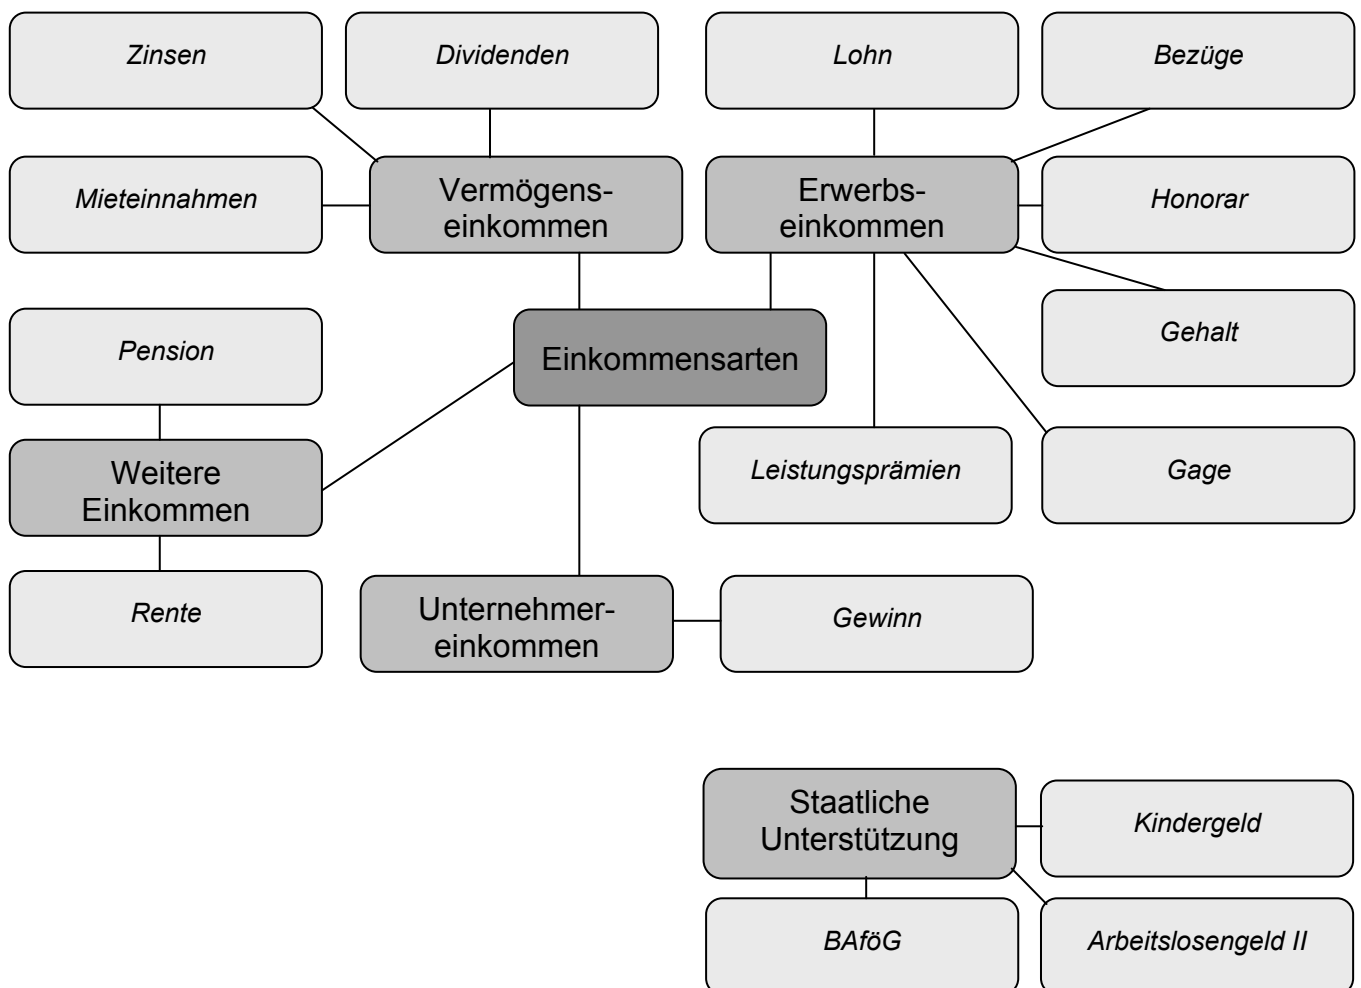 Zinsen
Dividenden
Lohn
Bezüge
Mieteinnahmen
Vermögens-
einkommen
Erwerbs-
einkommen
Honorar
Pension
Einkommensarten
Gehalt
Weitere
Einkommen
Leistungsprämien
Gage
Rente
Unternehmer-
einkommen
Gewinn
Staatliche
Unterstützung
Kindergeld
BAföG
Arbeitslosengeld II